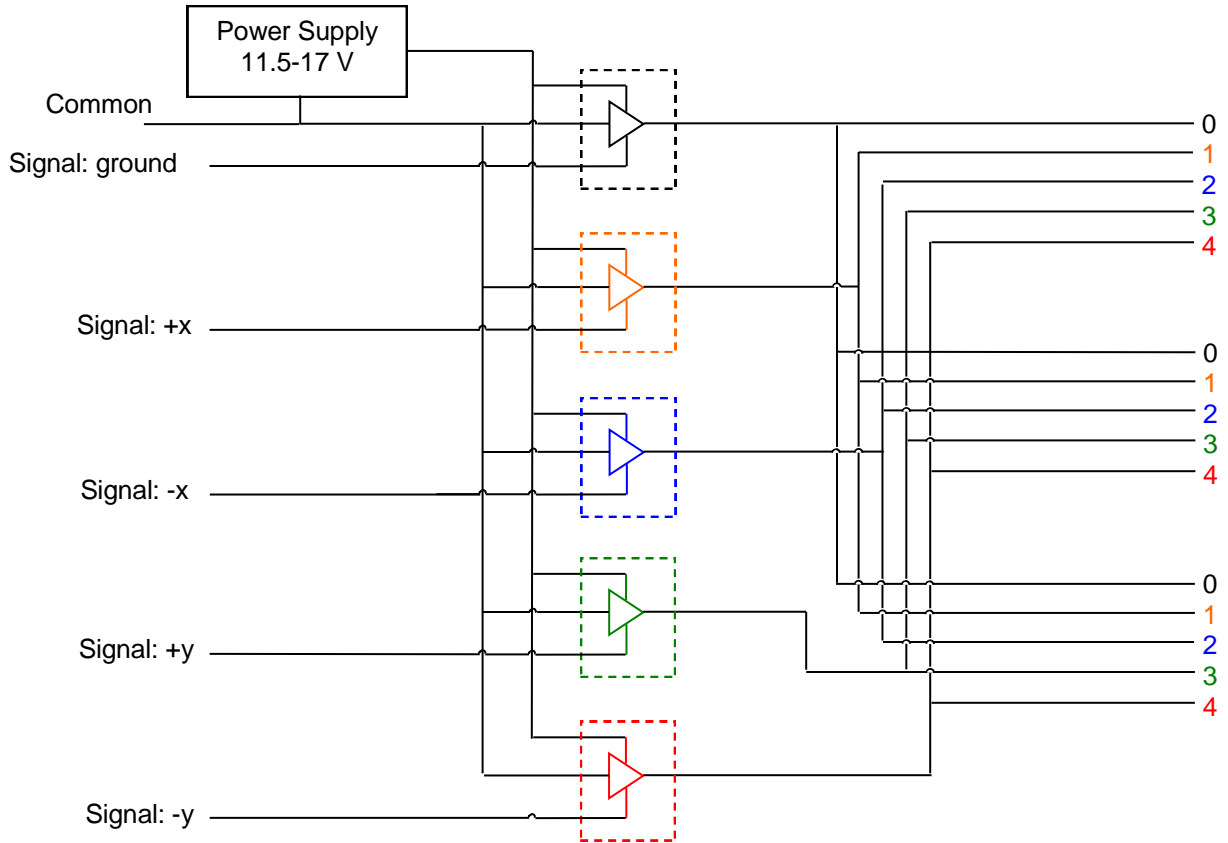 Power Supply
11.5-17 V
Common
Signal: ground
Signal: +x
Signal: -x
Signal: +y
Signal: -y
0
1
2
3
4
0
1
2
3
4
0
1
2
3
4